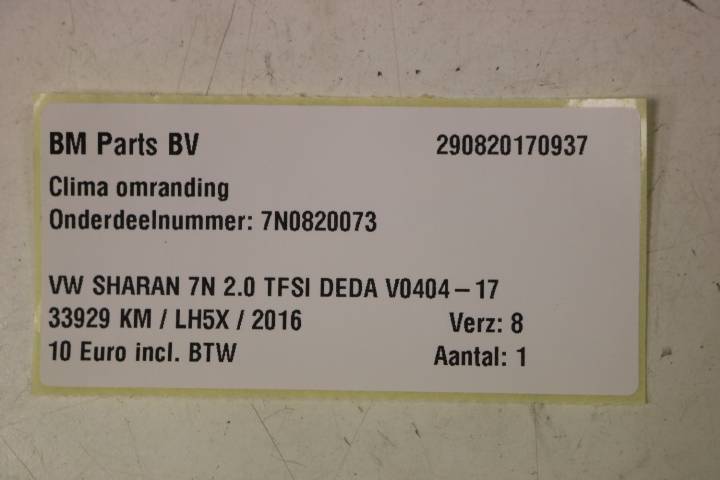 BM Parts BV 290820170937
Clima omranding
Onderdeelnummer: 7N0820073
VW SHARAN 7N 2.0 TFSI DEDA V0404-17
33929 KM / LH5X / 2016 Verz: 8
10 Euro incl. BTW Aantal: 1